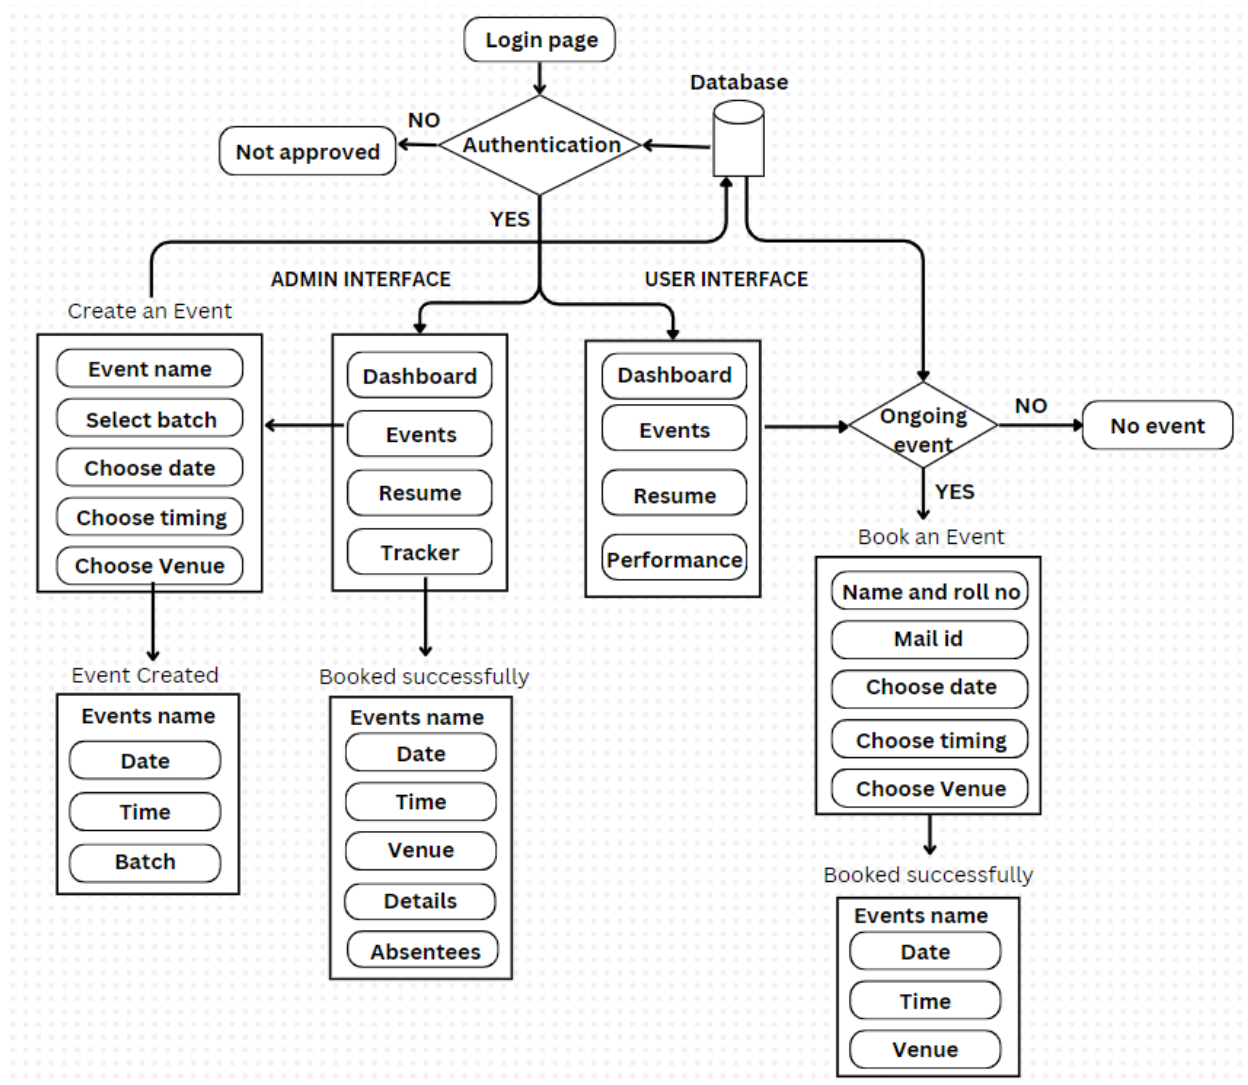 Login page
Database
NO
Authentication
Not approved
YES
ADMIN INTERFACE
USER INTERFACE
Create an Event
Event name
Select batch
Choose date
Choose timing
Choose Venue
Dashboard
Events
Resume
Tracker
Dashboard
Events
Resume
Performance
Ongoing
event
NO
No event
YES
Book an Event
Name and roll no
Mail id
Choose date
Choose timing
Choose Venue
Event Created
Events name
Date
Time
Batch
Booked successfully
Events name
Date
Time
Venue
Details
Absentees
Booked successfully
Events name
Date
Time
Venue